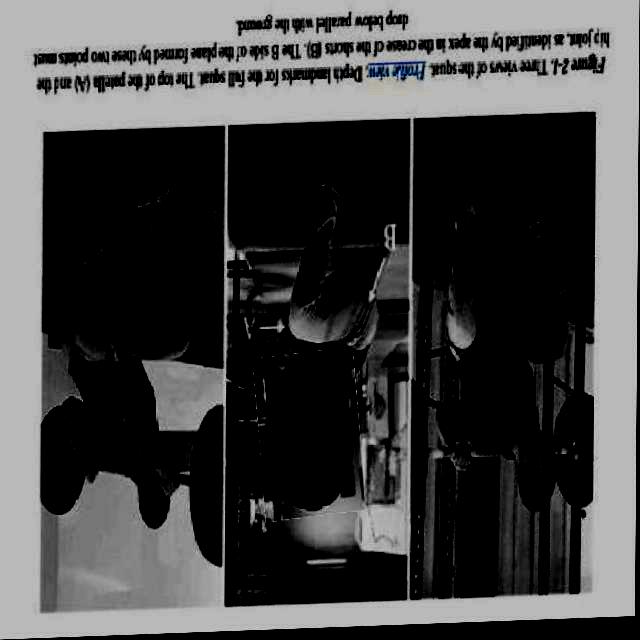 Figure 2-1. Three views of the squat. Profile view, Depth landmarks for the full squat. The top of the patella (A) and the
hip joint, as identified by the apex in the crease of the shorts (B). The B side of the plane formed by these two points must
drop below parallel with the ground.
B